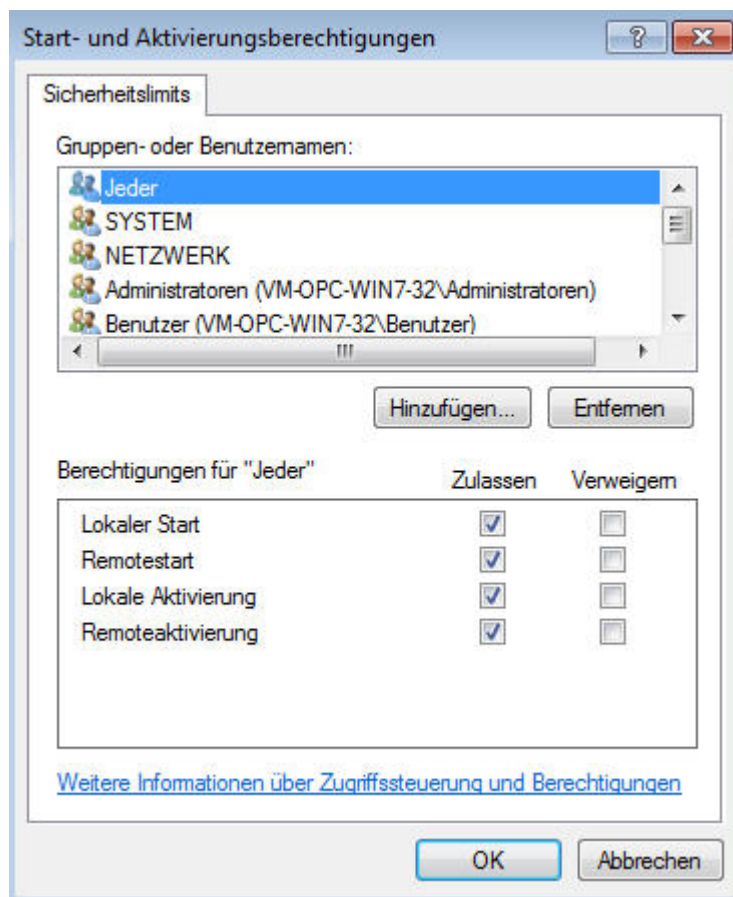 Start- und Aktivierungsberechtigungen
Sicherheitslimits
Gruppen- oder Benutzernamen:
Jeder
SYSTEM
NETZWERK
Administratoren (VM-OPC-WIN7-32\Administratoren)
Benutzer (VM-OPC-WIN7-32\Benutzer)
Hinzufügen... Entfernen
Berechtigungen für "Jeder" Zulassen Verweigern
Lokaler Start
Remotestart
Lokale Aktivierung
Remoteaktivierung
Weitere Informationen über Zugriffssteuerung und Berechtigungen
OK Abbrechen